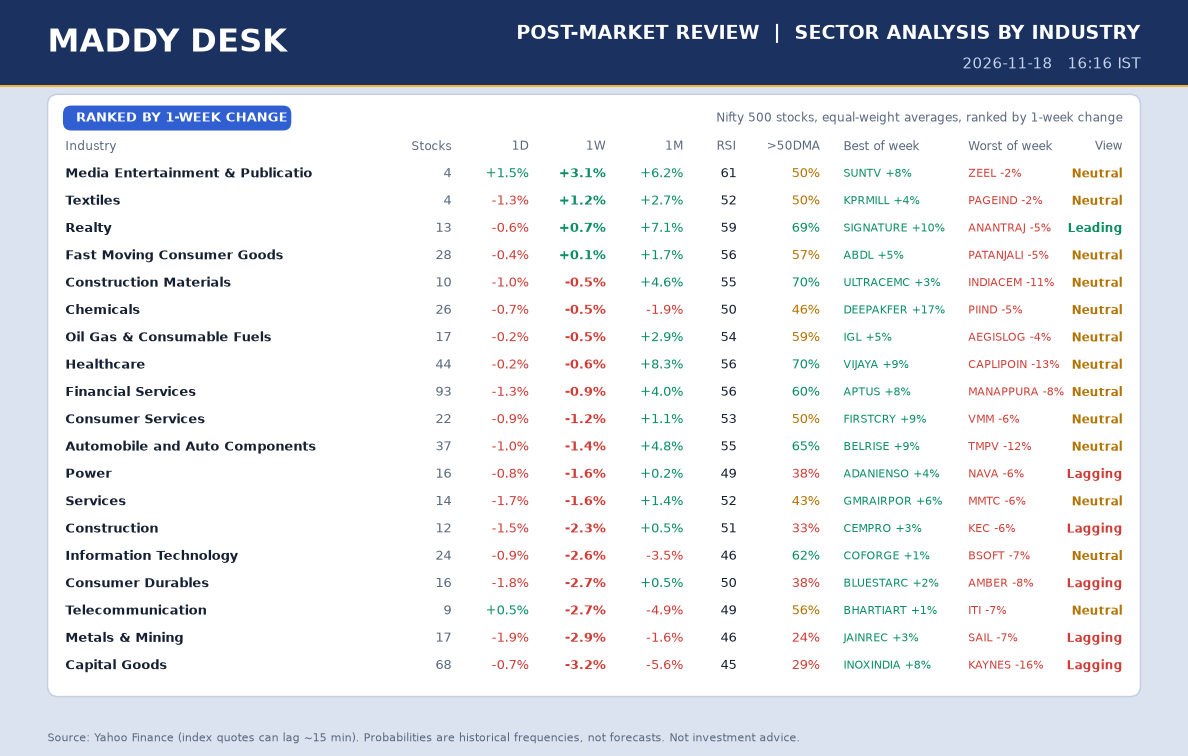 MADDY DESK
POST-MARKET REVIEW | SECTOR ANALYSIS BY INDUSTRY
2026-11-18 16:16 IST
RANKED BY 1-WEEK CHANGE
Nifty 500 stocks, equal-weight averages, ranked by 1-week change
Industry Stocks 1D 1W 1M RSI >50DMA Best of week Worst of week View
Media Entertainment & Publicatio 4 +1.5% +3.1% +6.2% 61 50% SUNTV +8% ZEEL -2% Neutral
Textiles 4 -1.3% +1.2% +2.7% 52 50% KPRMILL +4% PAGEIND -2% Neutral
Realty 13 -0.6% +0.7% +7.1% 59 69% SIGNATURE +10% ANANTRAJ -5% Leading
Fast Moving Consumer Goods 28 -0.4% +0.1% +1.7% 56 57% ABDL +5% PATANJALI -5% Neutral
Construction Materials 10 -1.0% -0.5% +4.6% 55 70% ULTRACEMC +3% INDIACEM -11% Neutral
Chemicals 26 -0.7% -0.5% -1.9% 50 46% DEEPAKFER +17% PIIND -5% Neutral
Oil Gas & Consumable Fuels 17 -0.2% -0.5% +2.9% 54 59% IGL +5% AEGISLOG -4% Neutral
Healthcare 44 -0.2% -0.6% +8.3% 56 70% VIJAYA +9% CAPLIPOIN -13% Neutral
Financial Services 93 -1.3% -0.9% +4.0% 56 60% APTUS +8% MANAPPURA -8% Neutral
Consumer Services 22 -0.9% -1.2% +1.1% 53 50% FIRSTCRY +9% VMM -6% Neutral
Automobile and Auto Components 37 -1.0% -1.4% +4.8% 55 65% BELRISE +9% TMPV -12% Neutral
Power 16 -0.8% -1.6% +0.2% 49 38% ADANIENSO +4% NAVA -6% Lagging
Services 14 -1.7% -1.6% +1.4% 52 43% GMRAIRPOR +6% MMTC -6% Neutral
Construction 12 -1.5% -2.3% +0.5% 51 33% CEMPRO +3% KEC -6% Lagging
Information Technology 24 -0.9% -2.6% -3.5% 46 62% COFORGE +1% BSOFT -7% Neutral
Consumer Durables 16 -1.8% -2.7% +0.5% 50 38% BLUESTARC +2% AMBER -8% Lagging
Telecommunication 9 +0.5% -2.7% -4.9% 49 56% BHARTIART +1% ITI -7% Neutral
Metals & Mining 17 -1.9% -2.9% -1.6% 46 24% JAINREC +3% SAIL -7% Lagging
Capital Goods 68 -0.7% -3.2% -5.6% 45 29% INOXINDIA +8% KAYNES -16% Lagging
Source: Yahoo Finance (index quotes can lag ~15 min). Probabilities are historical frequencies, not forecasts. Not investment advice.